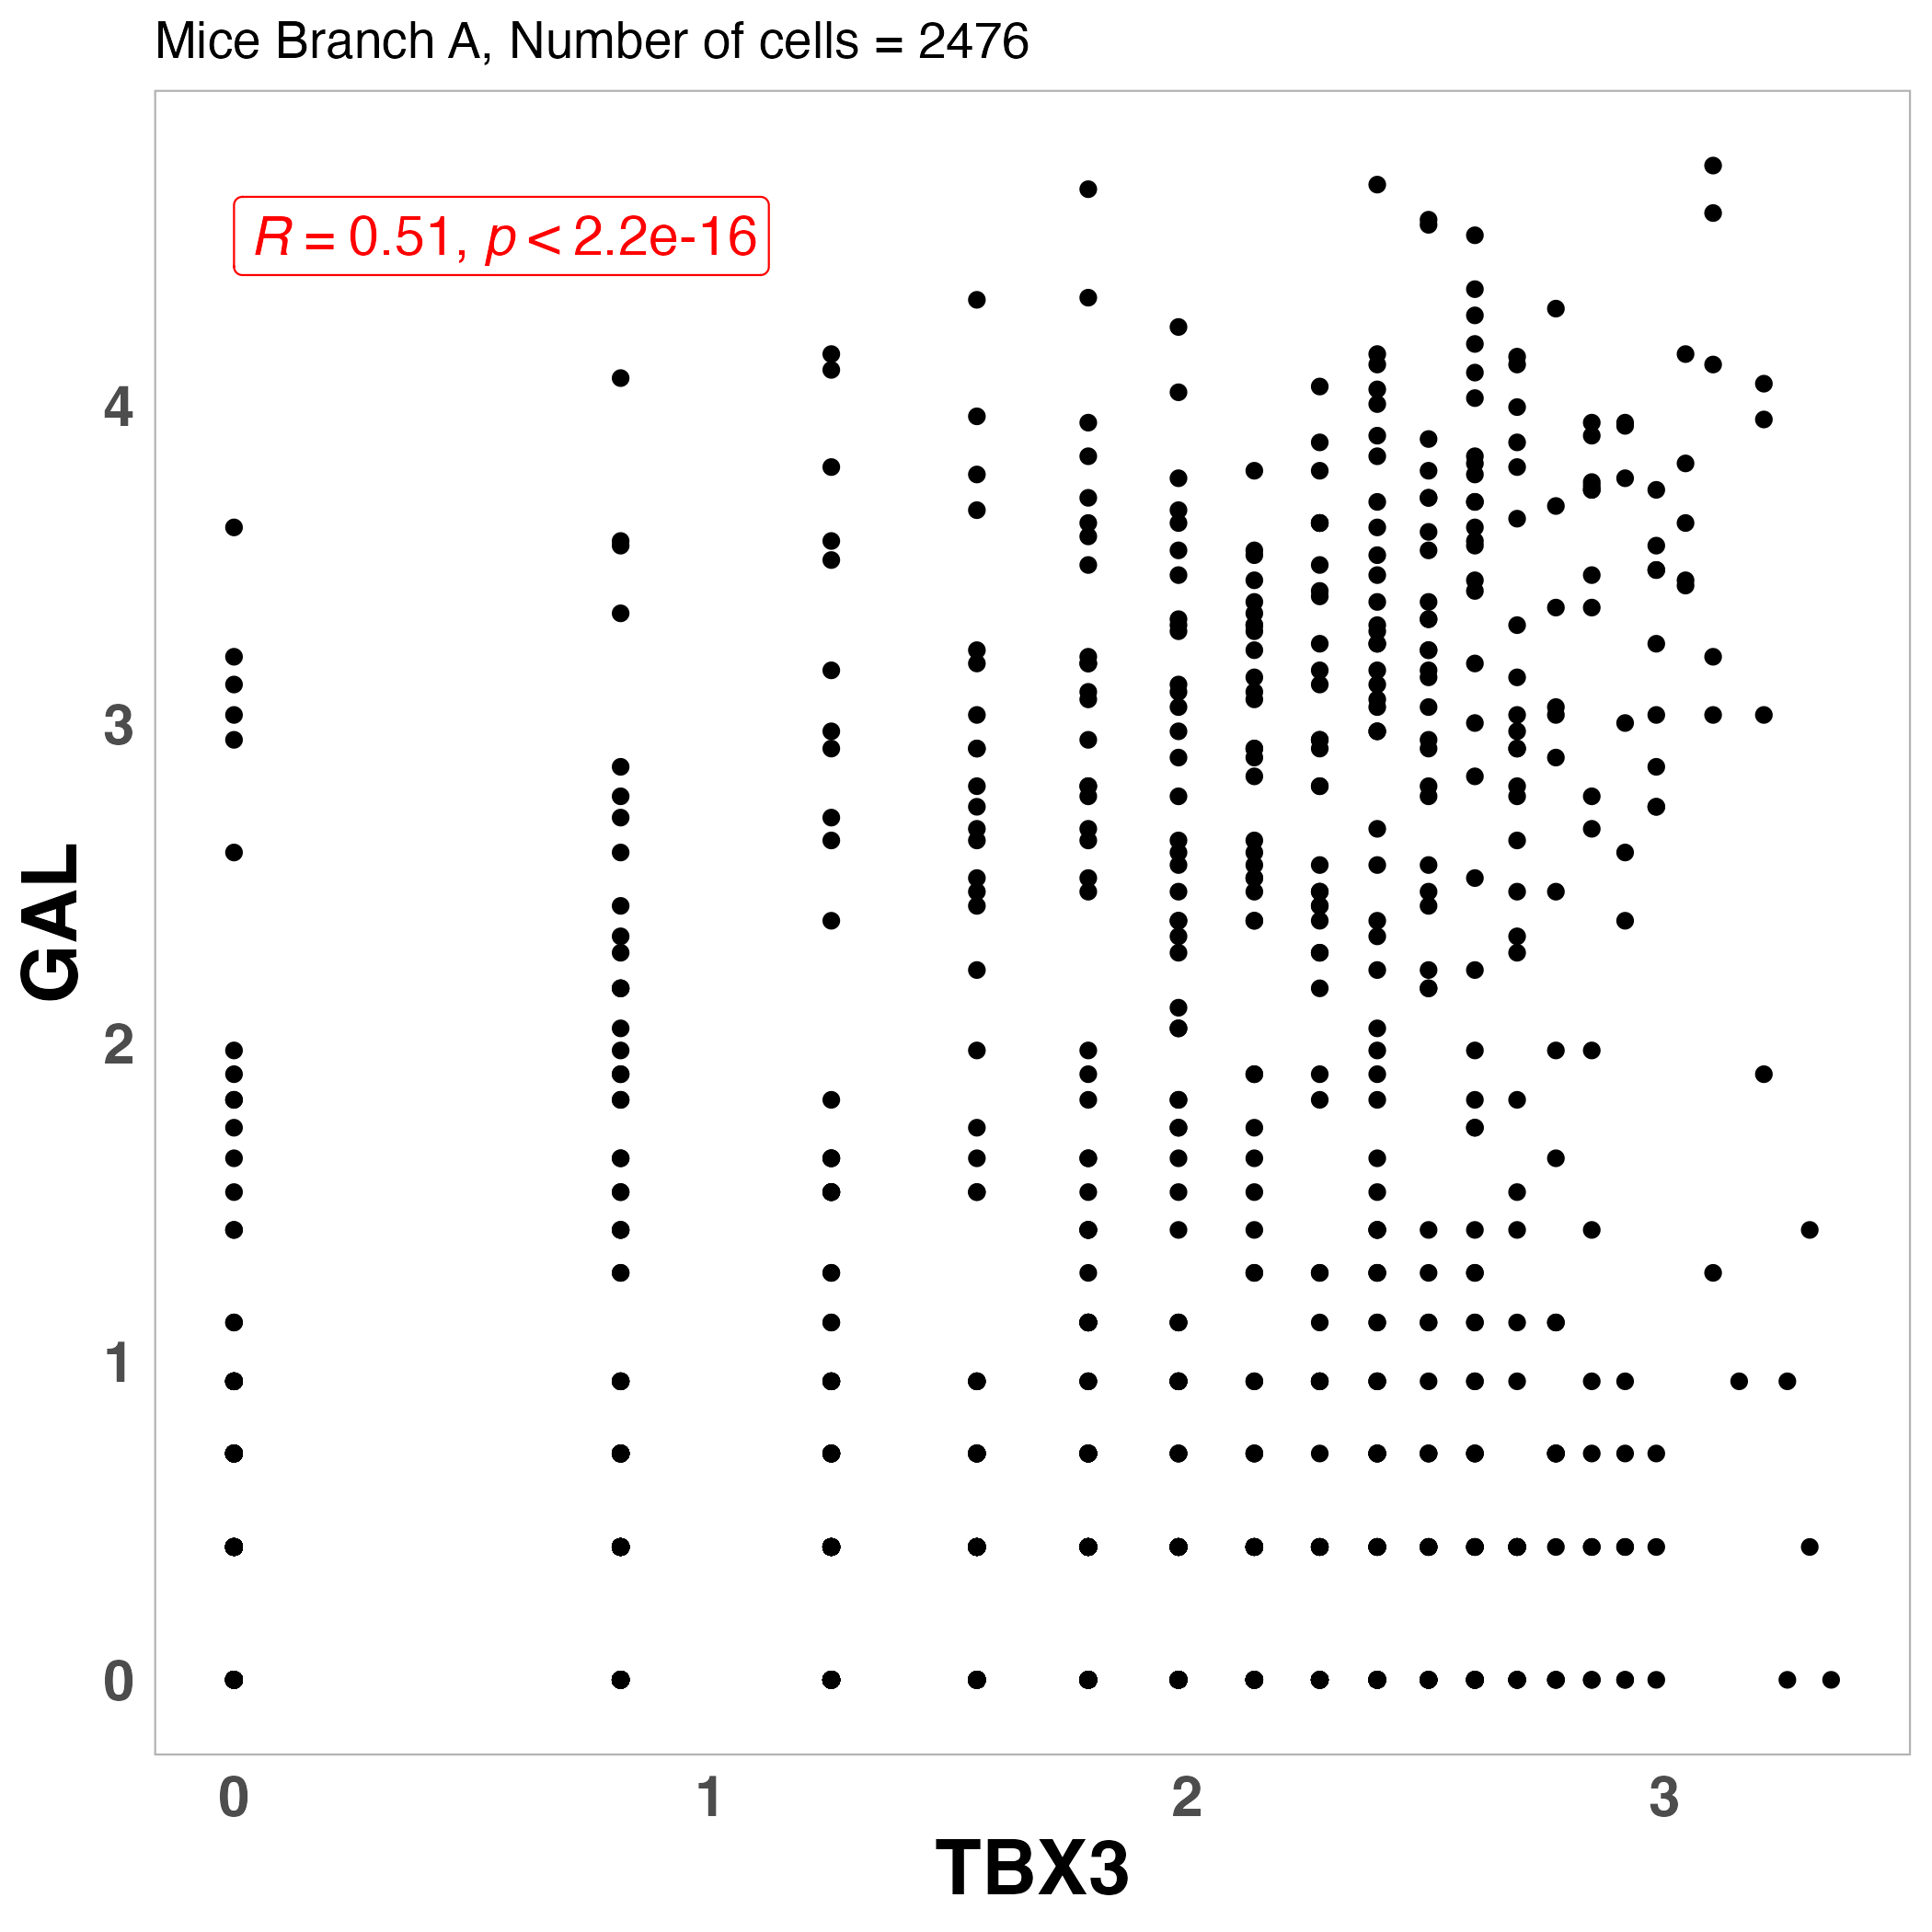 Mice Branch A, Number of cells = 2476
R = 0.51, p < 2.2e-16
4
3
2
1
0
GAL
0 1 2 3
TBX3